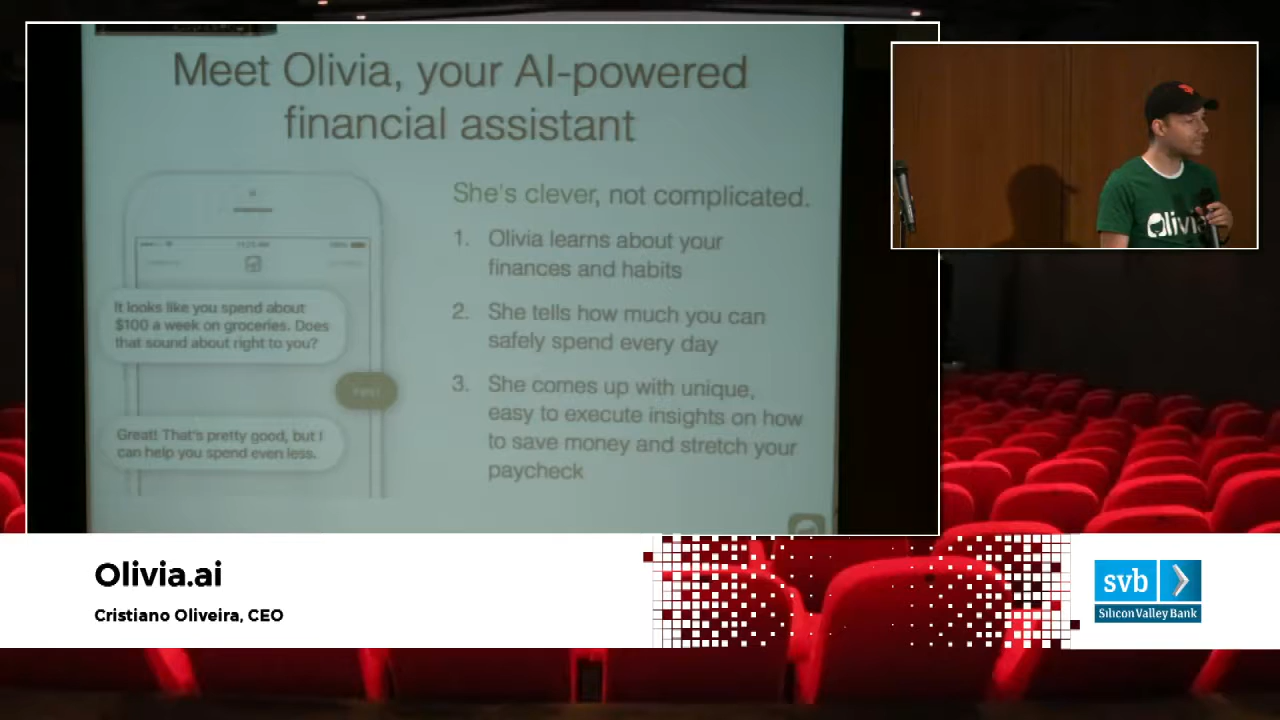 Meet Olivia, your AI-powered
financial assistant
She's clever, not complicated.
1. Olivia learns about your
finances and habits
2. She tells how much you can
safely spend every day
3. She comes up with unique,
easy to execute insights on how
to save money and stretch your
paycheck
It looks like you spend about
$100 a week on groceries. Does
that sound about right to you?
Great! That's pretty good, but I
can help you spend even less.
Olivia
Olivia.ai
Cristiano Oliveira, CEO
svb
Silicon Valley Bank